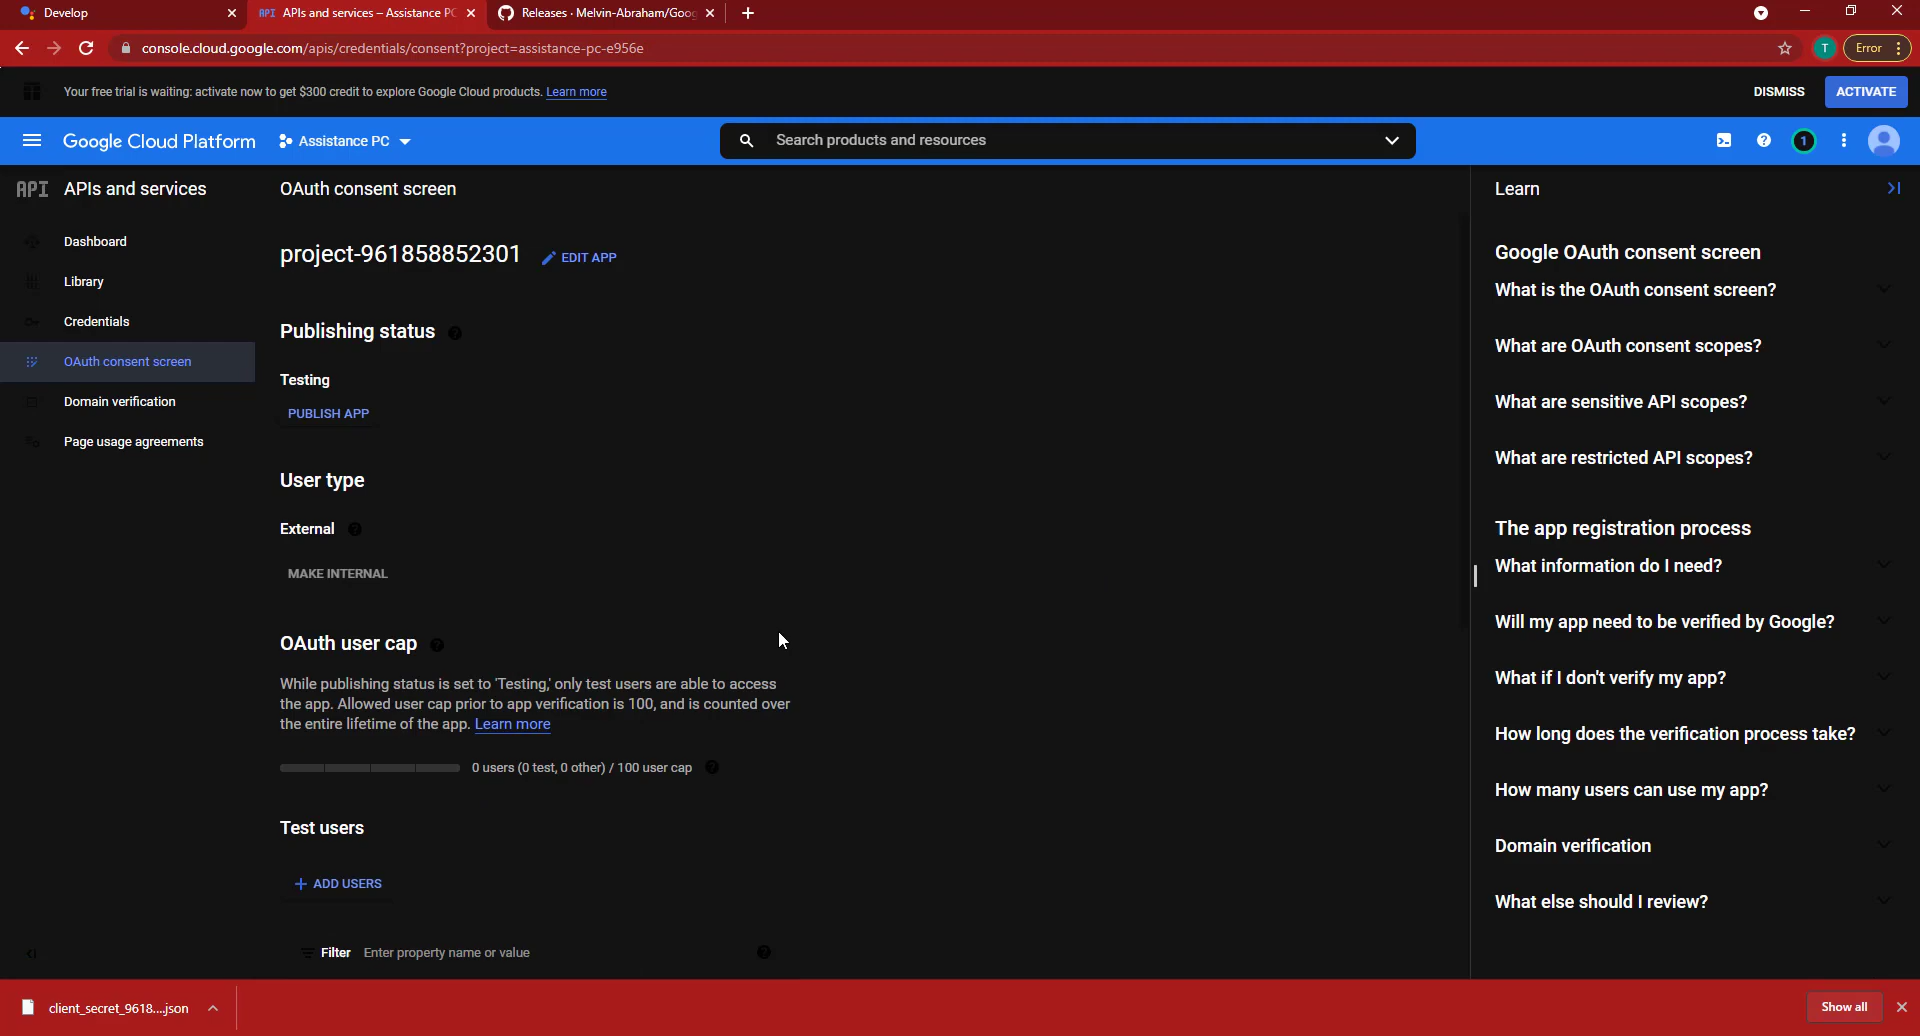 Develop
API APIs and services – Assistance PC
Releases · Melvin-Abraham/Goog
console.cloud.google.com/apis/credentials/consent?project=assistance-pc-e956e
T
Error
Your free trial is waiting: activate now to get $300 credit to explore Google Cloud products. Learn more
DISMISS
ACTIVATE
Google Cloud Platform
Assistance PC
Search products and resources
1
API APIs and services
OAuth consent screen
Learn
Dashboard
Library
Credentials
OAuth consent screen
Domain verification
Page usage agreements
project-961858852301
EDIT APP
Publishing status
Testing
PUBLISH APP
User type
External
MAKE INTERNAL
OAuth user cap
While publishing status is set to 'Testing,' only test users are able to access
the app. Allowed user cap prior to app verification is 100, and is counted over
the entire lifetime of the app. Learn more
0 users (0 test, 0 other) / 100 user cap
Test users
+ ADD USERS
Filter Enter property name or value
Google OAuth consent screen
What is the OAuth consent screen?
What are OAuth consent scopes?
What are sensitive API scopes?
What are restricted API scopes?
The app registration process
What information do I need?
Will my app need to be verified by Google?
What if I don't verify my app?
How long does the verification process take?
How many users can use my app?
Domain verification
What else should I review?
client_secret_9618....json
Show all